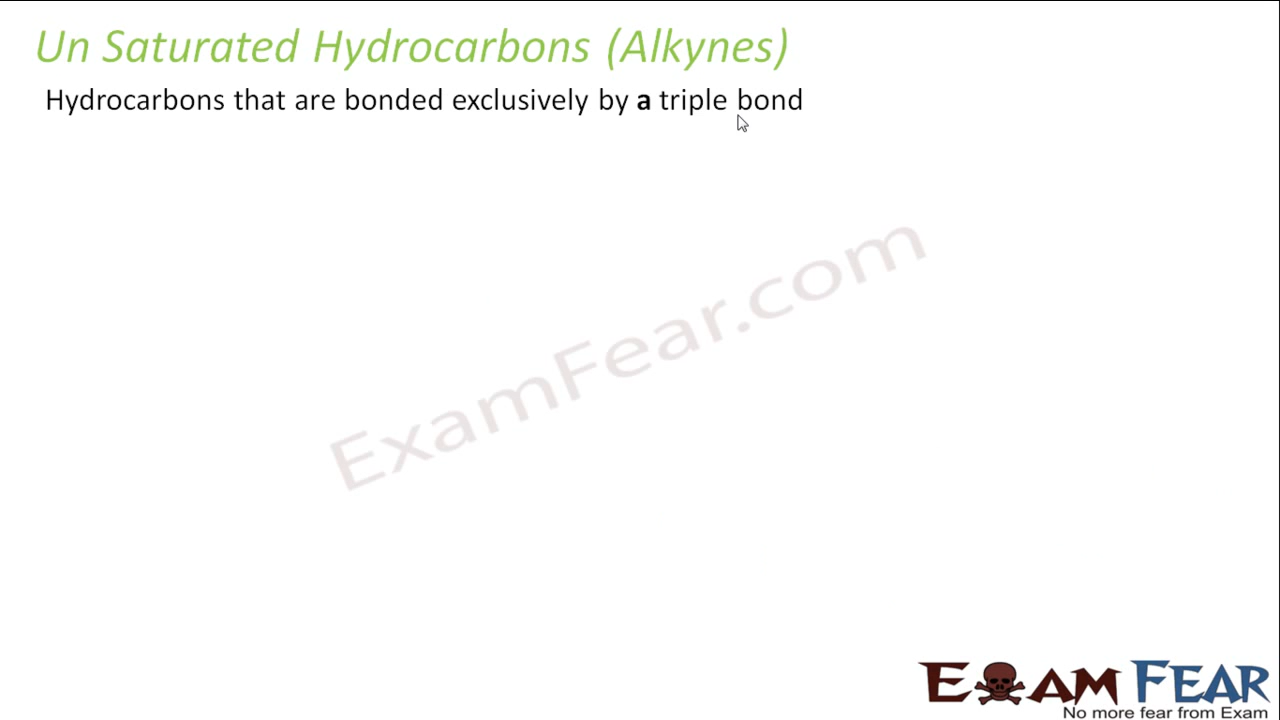 Un Saturated Hydrocarbons (Alkynes)
Hydrocarbons that are bonded exclusively by a triple bond
ExamFear.com
EXAM FEAR
No more fear from Exam